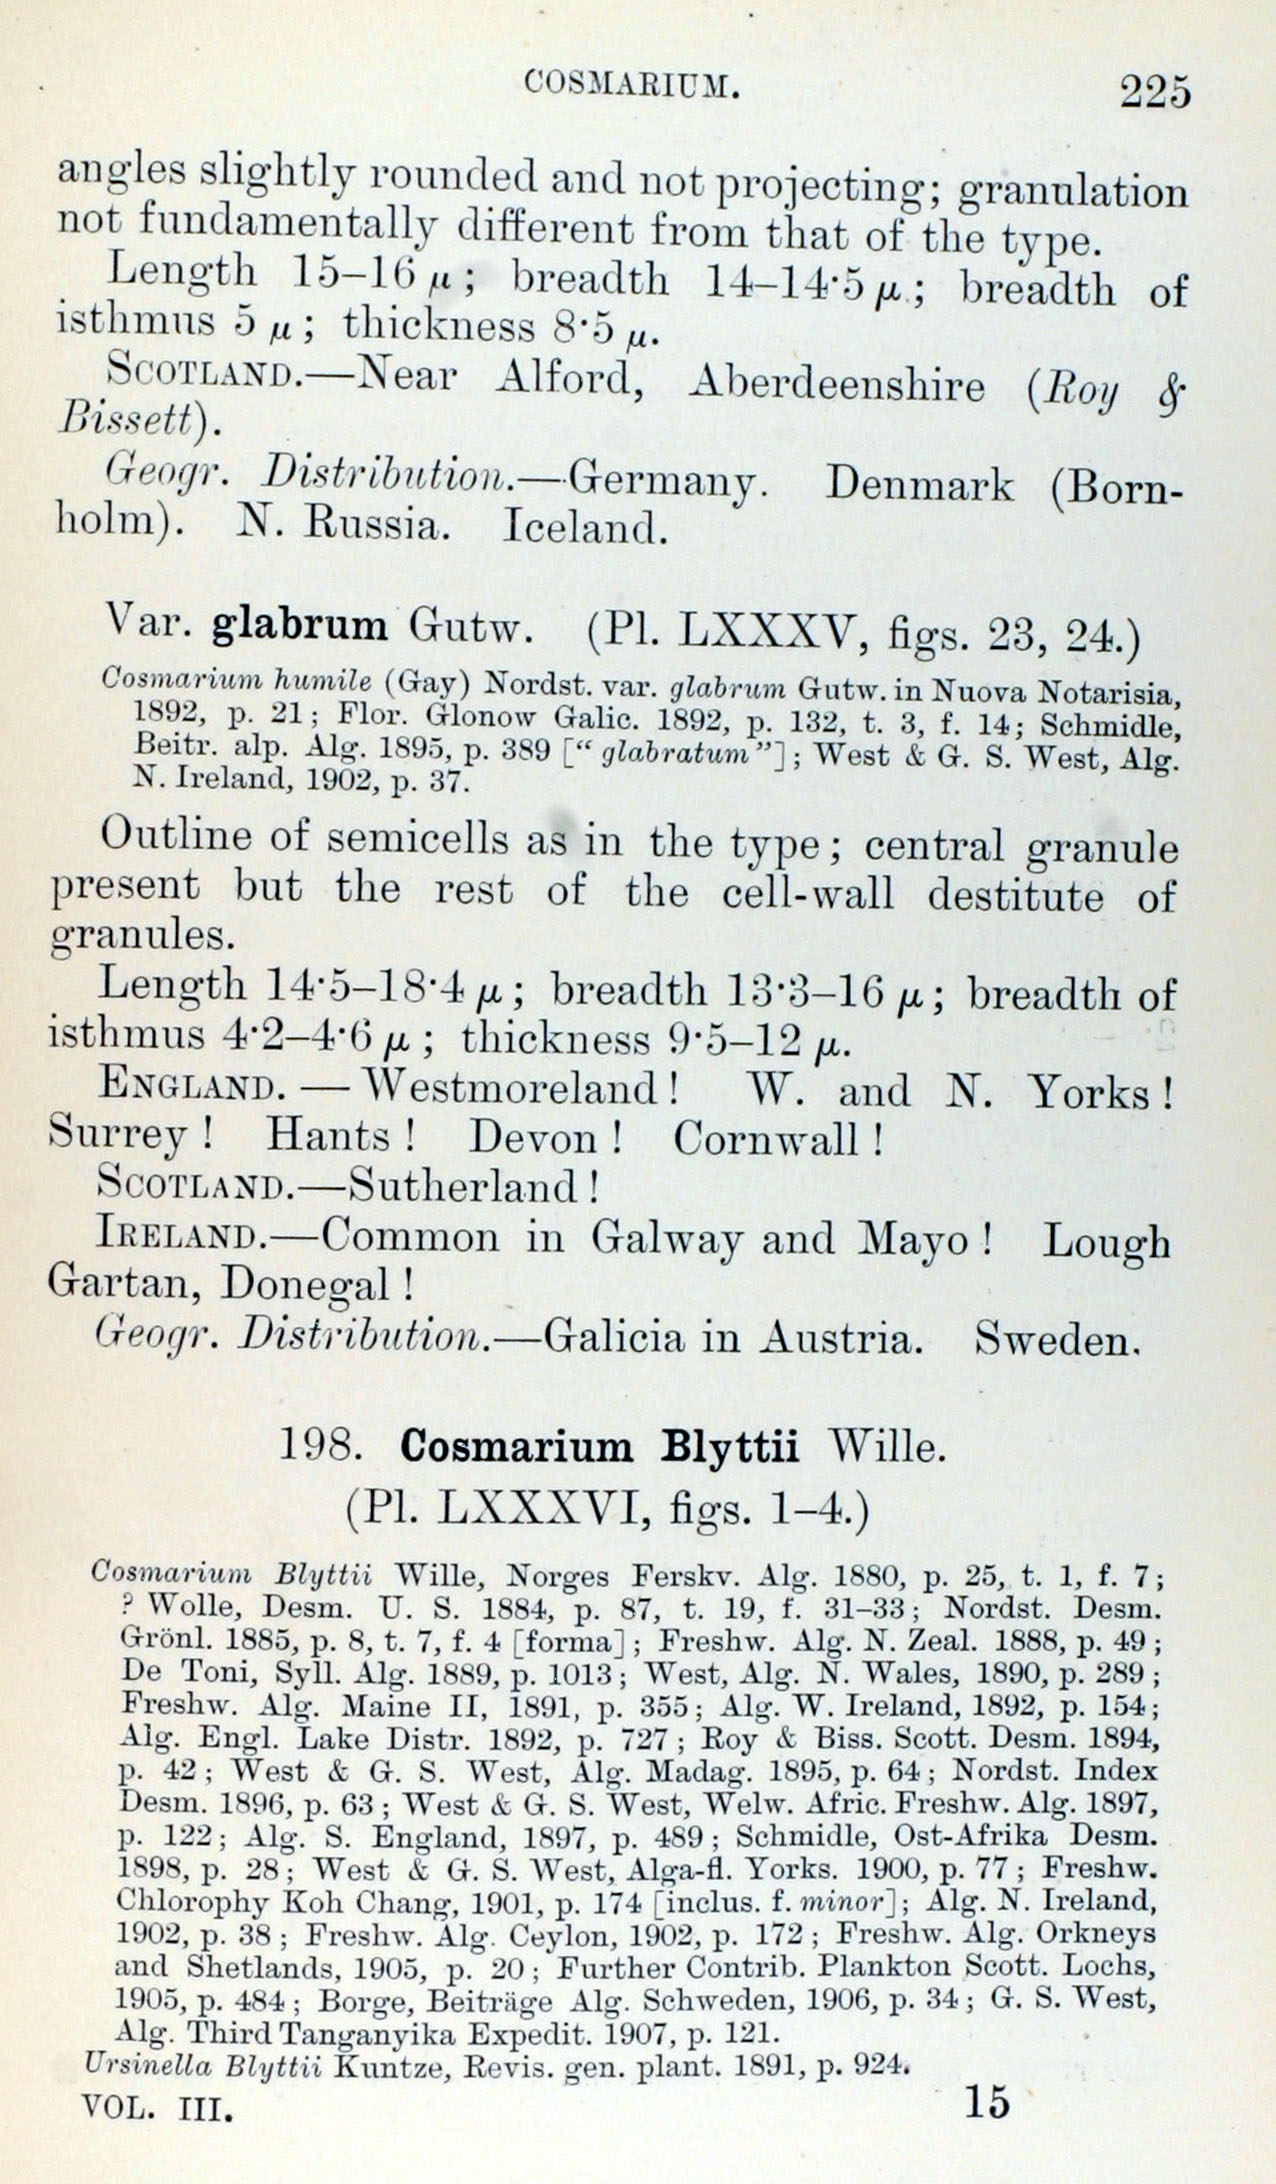 COSMARIUM. 225
angles slightly rounded and not projecting; granulation
not fundamentally different from that of the type.
Length 15–16 μ; breadth 14–14·5 μ; breadth of
isthmus 5 μ; thickness 8·5 μ.
SCOTLAND.—Near Alford, Aberdeenshire (Roy &
Bissett).
Geogr. Distribution.—Germany. Denmark (Born-
holm). N. Russia. Iceland.
Var. glabrum Gutw. (Pl. LXXXV, figs. 23, 24.)
Cosmarium humile (Gay) Nordst. var. glabrum Gutw. in Nuova Notarisia,
1892, p. 21; Flor. Glonow Galic. 1892, p. 132, t. 3, f. 14; Schmidle,
Beitr. alp. Alg. 1895, p. 389 [“glabratum”]; West & G. S. West, Alg.
N. Ireland, 1902, p. 37.
Outline of semicells as in the type; central granule
present but the rest of the cell-wall destitute of
granules.
Length 14·5–18·4 μ; breadth 13·3–16 μ; breadth of
isthmus 4·2–4·6 μ; thickness 9·5–12 μ.
ENGLAND.—Westmoreland! W. and N. Yorks!
Surrey! Hants! Devon! Cornwall!
SCOTLAND.—Sutherland!
IRELAND.—Common in Galway and Mayo! Lough
Gartan, Donegal!
Geogr. Distribution.—Galicia in Austria. Sweden.
198. Cosmarium Blyttii Wille.
(Pl. LXXXVI, figs. 1–4.)
Cosmarium Blyttii Wille, Norges Ferskv. Alg. 1880, p. 25, t. 1, f. 7;
? Wolle, Desm. U. S. 1884, p. 87, t. 19, f. 31–33; Nordst. Desm.
Grönl. 1885, p. 8, t. 7, f. 4 [forma]; Freshw. Alg. N. Zeal. 1888, p. 49;
De Toni, Syll. Alg. 1889, p. 1013; West, Alg. N. Wales, 1890, p. 289;
Freshw. Alg. Maine II, 1891, p. 355; Alg. W. Ireland, 1892, p. 154;
Alg. Engl. Lake Distr. 1892, p. 727; Roy & Biss. Scott. Desm. 1894,
p. 42; West & G. S. West, Alg. Madag. 1895, p. 64; Nordst. Index
Desm. 1896, p. 63; West & G. S. West, Welw. Afric. Freshw. Alg. 1897,
p. 122; Alg. S. England, 1897, p. 489; Schmidle, Ost-Afrika Desm.
1898, p. 28; West & G. S. West, Alga-fl. Yorks. 1900, p. 77; Freshw.
Chlorophy Koh Chang, 1901, p. 174 [inclus. f. minor]; Alg. N. Ireland,
1902, p. 38; Freshw. Alg. Ceylon, 1902, p. 172; Freshw. Alg. Orkneys
and Shetlands, 1905, p. 20; Further Contrib. Plankton Scott. Lochs,
1905, p. 484; Borge, Beiträge Alg. Schweden, 1906, p. 34; G. S. West,
Alg. Third Tanganyika Expedit. 1907, p. 121.
Ursinella Blyttii Kuntze, Revis. gen. plant. 1891, p. 924.
VOL. III. 15